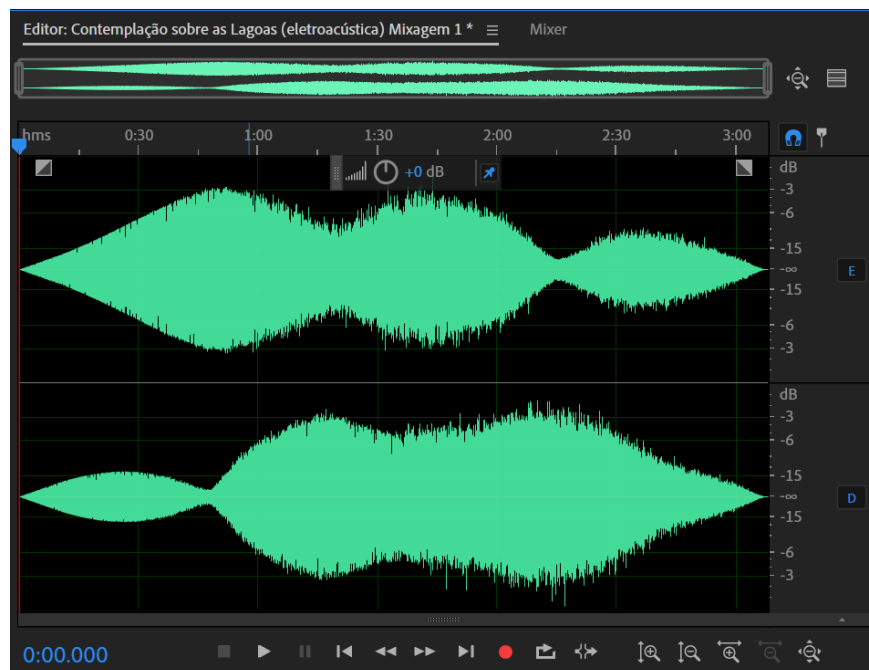 Editor: Contemplação sobre as Lagoas (eletroacústica) Mixagem 1 * Mixer
hms 0:30 1:00 1:30 2:00 2:30 3:00
+0 dB
dB
-3
-6
-15
-∞
-15
-6
-3
E
dB
-3
-6
-15
-∞
-15
-6
-3
D
0:00.000